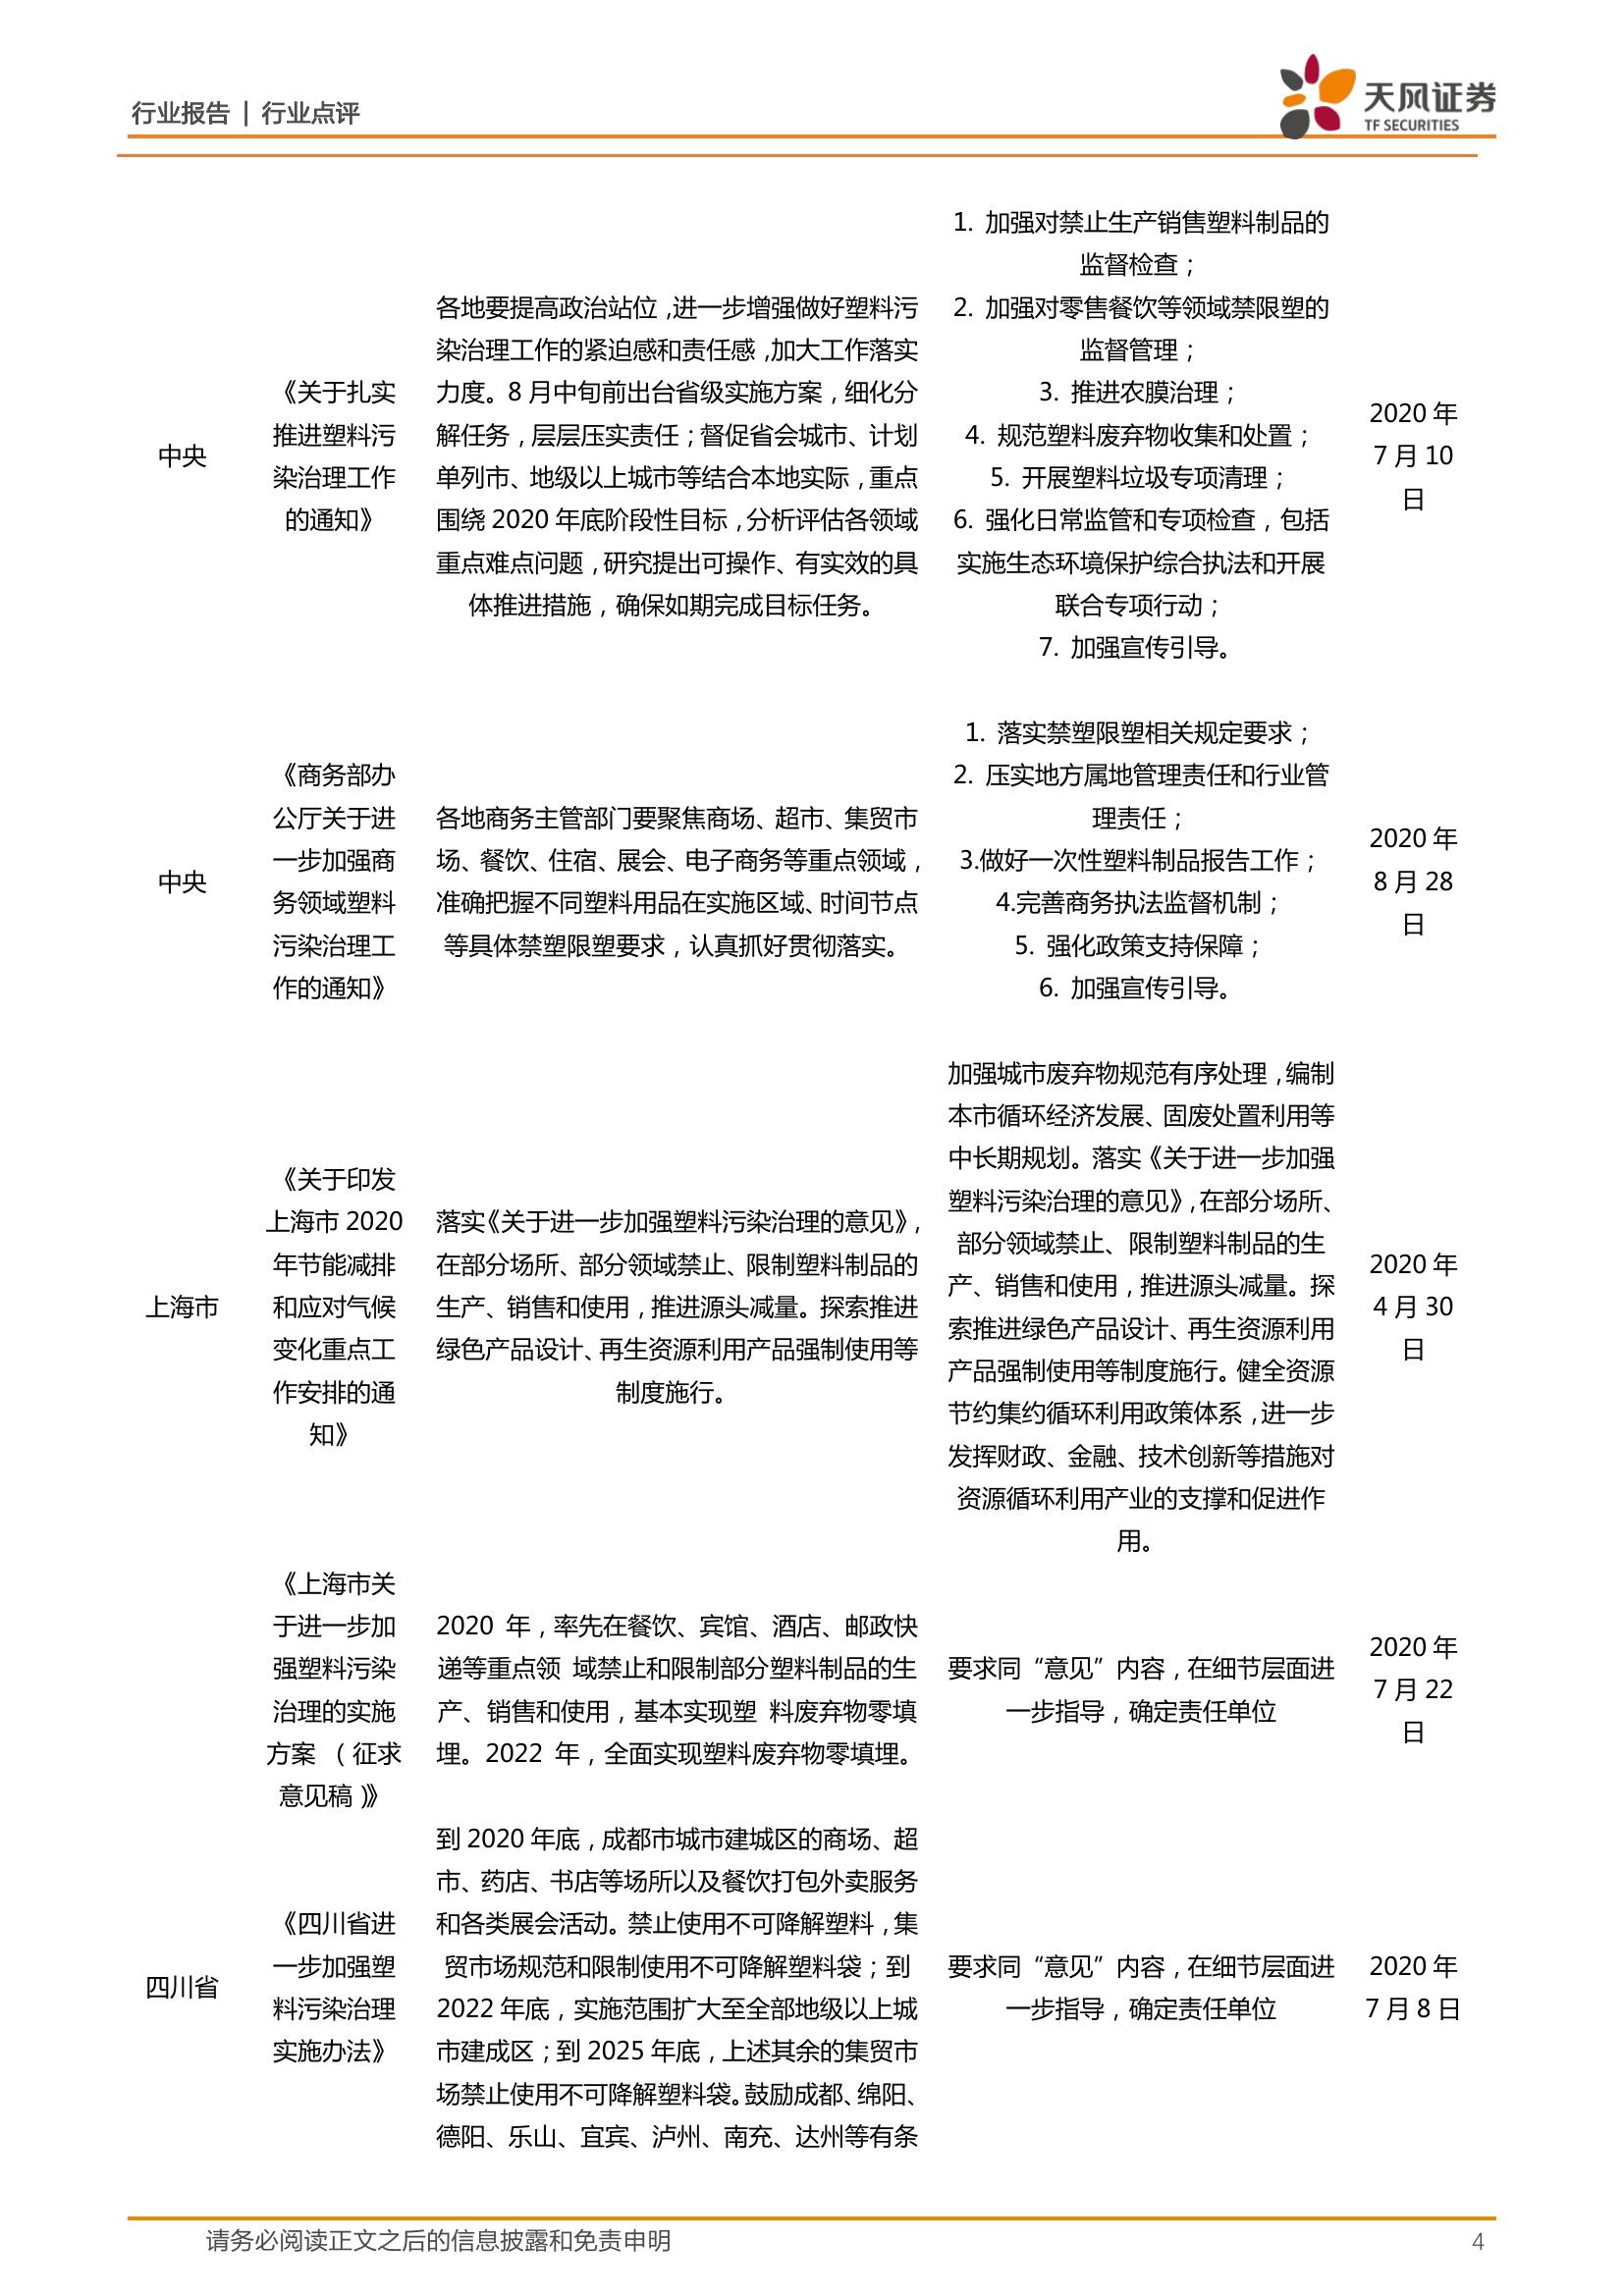 行业报告 | 行业点评
天风证券
TF SECURITIES
中央
《关于扎实
推进塑料污
染治理工作
的通知》
各地要提高政治站位，进一步增强做好塑料污
染治理工作的紧迫感和责任感，加大工作落实
力度。8 月中旬前出台省级实施方案，细化分
解任务，层层压实责任；督促省会城市、计划
单列市、地级以上城市等结合本地实际，重点
围绕 2020 年底阶段性目标，分析评估各领域
重点难点问题，研究提出可操作、有实效的具
体推进措施，确保如期完成目标任务。
1. 加强对禁止生产销售塑料制品的
监督检查；
2. 加强对零售餐饮等领域禁限塑的
监督管理；
3. 推进农膜治理；
4. 规范塑料废弃物收集和处置；
5. 开展塑料垃圾专项清理；
6. 强化日常监管和专项检查，包括
实施生态环境保护综合执法和开展
联合专项行动；
7. 加强宣传引导。
2020 年
7 月 10
日
中央
《商务部办
公厅关于进
一步加强商
务领域塑料
污染治理工
作的通知》
各地商务主管部门要聚焦商场、超市、集贸市
场、餐饮、住宿、展会、电子商务等重点领域，
准确把握不同塑料用品在实施区域、时间节点
等具体禁塑限塑要求，认真抓好贯彻落实。
1. 落实禁塑限塑相关规定要求；
2. 压实地方属地管理责任和行业管
理责任；
3.做好一次性塑料制品报告工作；
4.完善商务执法监督机制；
5. 强化政策支持保障；
6. 加强宣传引导。
2020 年
8 月 28
日
上海市
《关于印发
上海市 2020
年节能减排
和应对气候
变化重点工
作安排的通
知》
落实《关于进一步加强塑料污染治理的意见》，
在部分场所、部分领域禁止、限制塑料制品的
生产、销售和使用，推进源头减量。探索推进
绿色产品设计、再生资源利用产品强制使用等
制度施行。
加强城市废弃物规范有序处理，编制
本市循环经济发展、固废处置利用等
中长期规划。落实《关于进一步加强
塑料污染治理的意见》，在部分场所、
部分领域禁止、限制塑料制品的生
产、销售和使用，推进源头减量。探
索推进绿色产品设计、再生资源利用
产品强制使用等制度施行。健全资源
节约集约循环利用政策体系，进一步
发挥财政、金融、技术创新等措施对
资源循环利用产业的支撑和促进作
用。
2020 年
4 月 30
日
《上海市关
于进一步加
强塑料污染
治理的实施
方案 （征求
意见稿）》
2020 年，率先在餐饮、宾馆、酒店、邮政快
递等重点领 域禁止和限制部分塑料制品的生
产、销售和使用，基本实现塑 料废弃物零填
埋。2022 年，全面实现塑料废弃物零填埋。
要求同“意见”内容，在细节层面进
一步指导，确定责任单位
2020 年
7 月 22
日
四川省
《四川省进
一步加强塑
料污染治理
实施办法》
到 2020 年底，成都市城市建城区的商场、超
市、药店、书店等场所以及餐饮打包外卖服务
和各类展会活动。禁止使用不可降解塑料，集
贸市场规范和限制使用不可降解塑料袋；到
2022 年底，实施范围扩大至全部地级以上城
市建成区；到 2025 年底，上述其余的集贸市
场禁止使用不可降解塑料袋。鼓励成都、绵阳、
德阳、乐山、宜宾、泸州、南充、达州等有条
要求同“意见”内容，在细节层面进
一步指导，确定责任单位
2020 年
7 月 8 日
请务必阅读正文之后的信息披露和免责申明
4